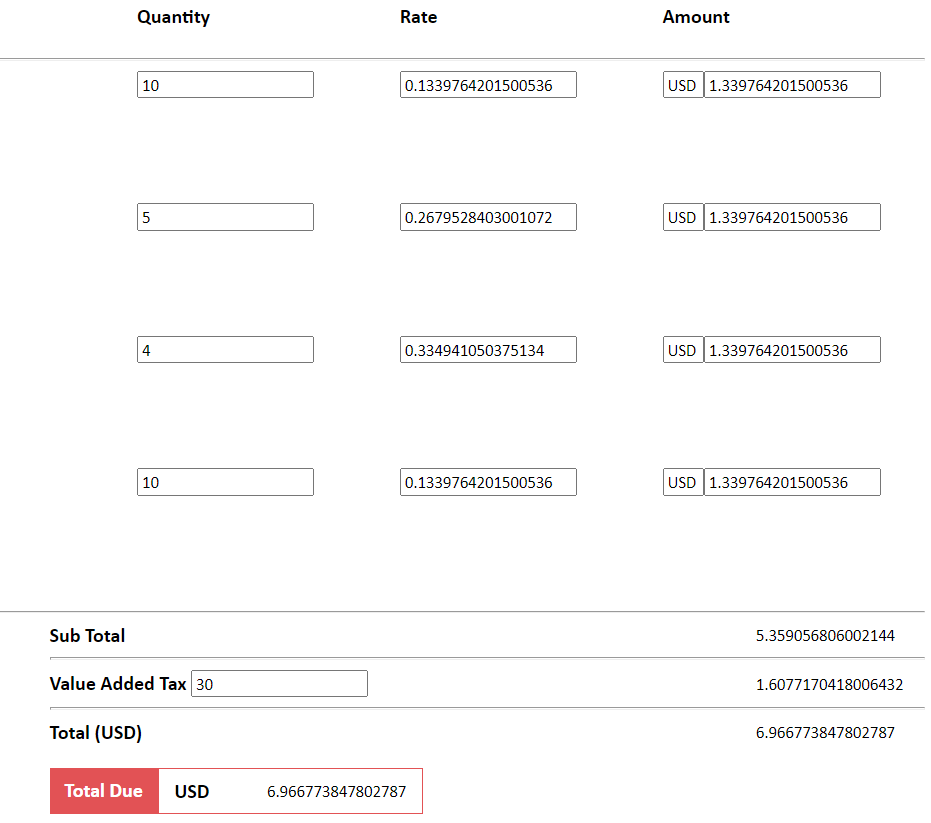 Quantity Rate Amount
10 0.1339764201500536 USD 1.339764201500536
5 0.2679528403001072 USD 1.339764201500536
4 0.334941050375134 USD 1.339764201500536
10 0.1339764201500536 USD 1.339764201500536
Sub Total 5.359056806002144
Value Added Tax 30 1.6077170418006432
Total (USD) 6.966773847802787
Total Due USD 6.966773847802787